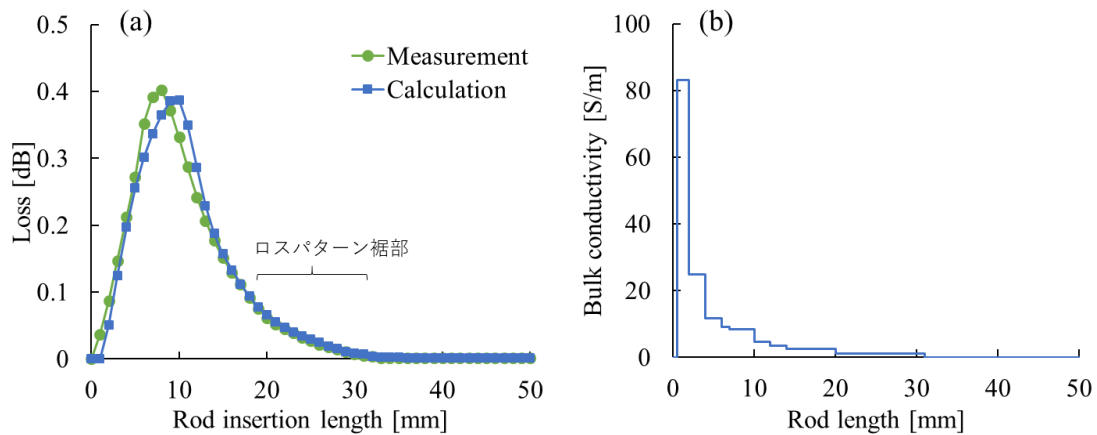 (a)
Measurement
Calculation
ロスパターン裾部
Loss [dB]
0.5
0.4
0.3
0.2
0.1
0
0 10 20 30 40 50
Rod insertion length [mm]
(b)
Bulk conductivity [S/m]
100
80
60
40
20
0
0 10 20 30 40 50
Rod length [mm]